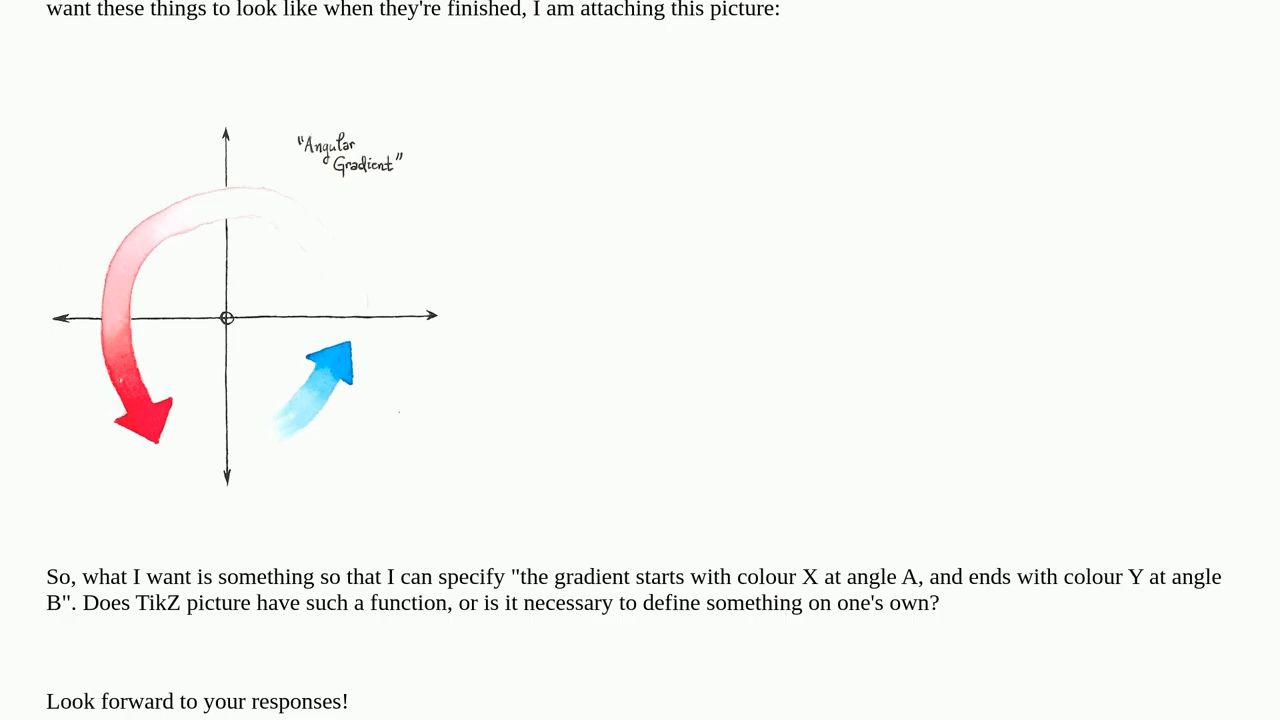 want these things to look like when they're finished, I am attaching this picture:
"Angular
Gradient"
So, what I want is something so that I can specify "the gradient starts with colour X at angle A, and ends with colour Y at angle
B". Does TikZ picture have such a function, or is it necessary to define something on one's own?
Look forward to your responses!